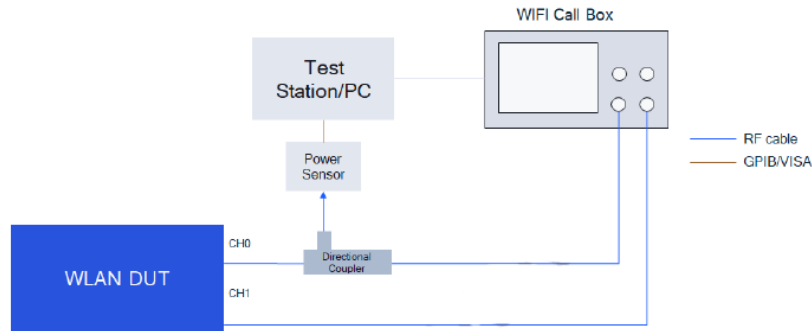 WIFI Call Box
Test
Station/PC
RF cable
GPIB/VISA
Power
Sensor
CH0
Directional
Coupler
WLAN DUT
CH1